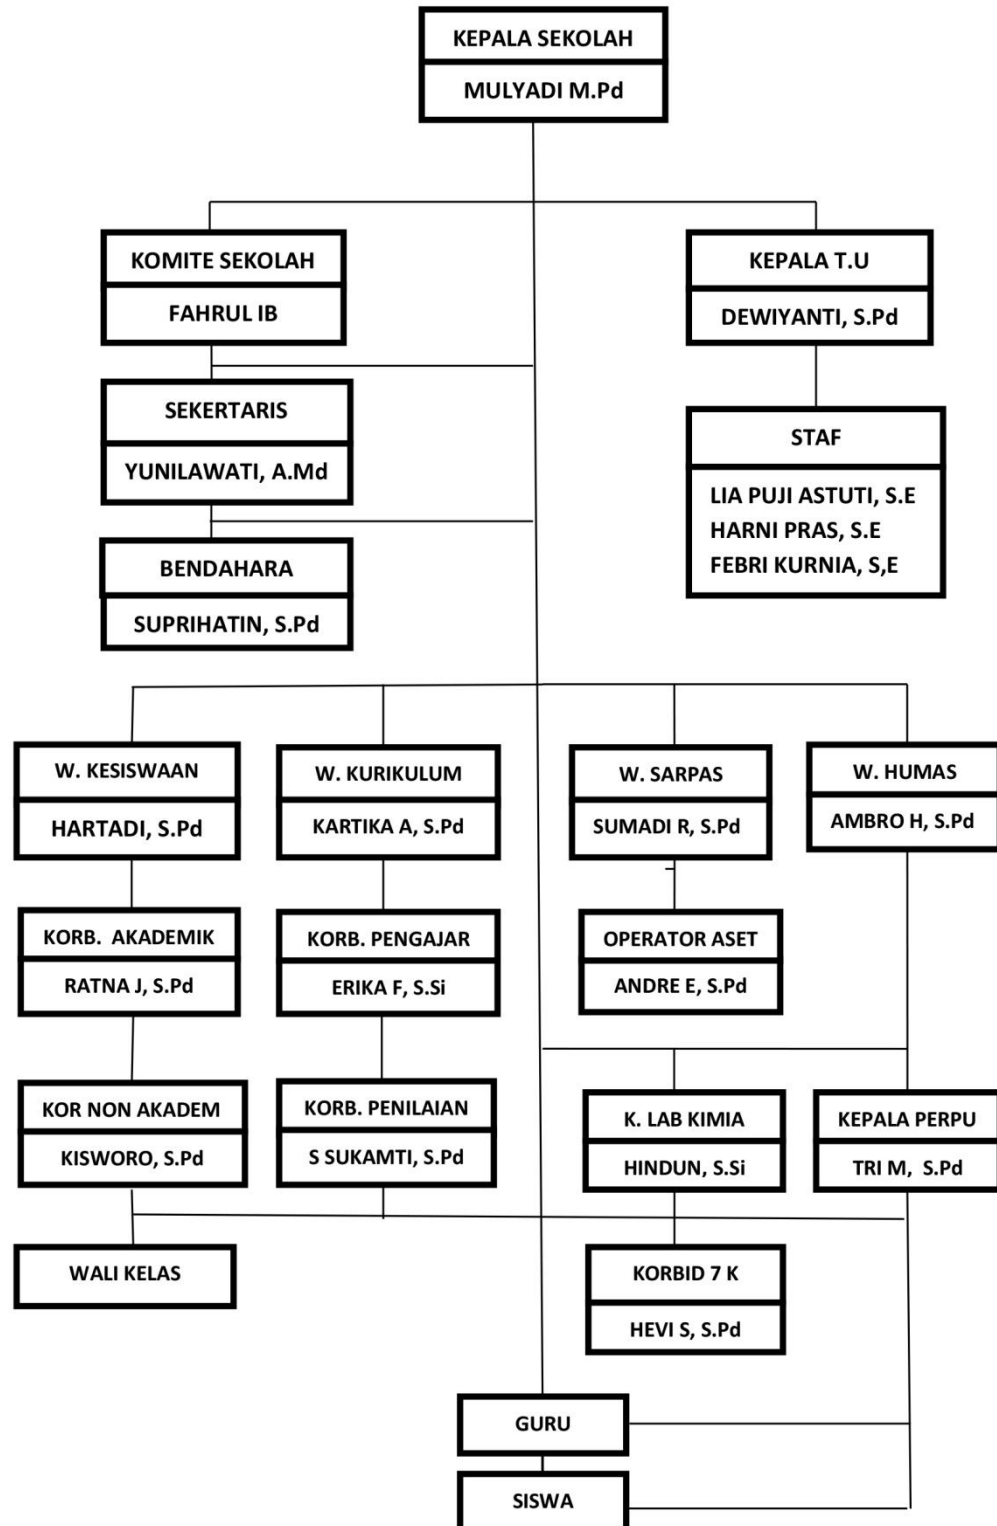 KEPALA SEKOLAH
MULYADI M.Pd
KOMITE SEKOLAH
FAHRUL IB
KEPALA T.U
DEWIYANTI, S.Pd
SEKERTARIS
YUNILAWATI, A.Md
STAF
LIA PUJI ASTUTI, S.E
HARNI PRAS, S.E
FEBRI KURNIA, S,E
BENDAHARA
SUPRIHATIN, S.Pd
W. KESISWAAN
HARTADI, S.Pd
W. KURIKULUM
KARTIKA A, S.Pd
W. SARPAS
SUMADI R, S.Pd
W. HUMAS
AMBRO H, S.Pd
KORB. AKADEMIK
RATNA J, S.Pd
KORB. PENGAJAR
ERIKA F, S.Si
OPERATOR ASET
ANDRE E, S.Pd
KOR NON AKADEM
KISWORO, S.Pd
KORB. PENILAIAN
S SUKAMTI, S.Pd
K. LAB KIMIA
HINDUN, S.Si
KEPALA PERPU
TRI M, S.Pd
WALI KELAS
KORBID 7 K
HEVI S, S.Pd
GURU
SISWA